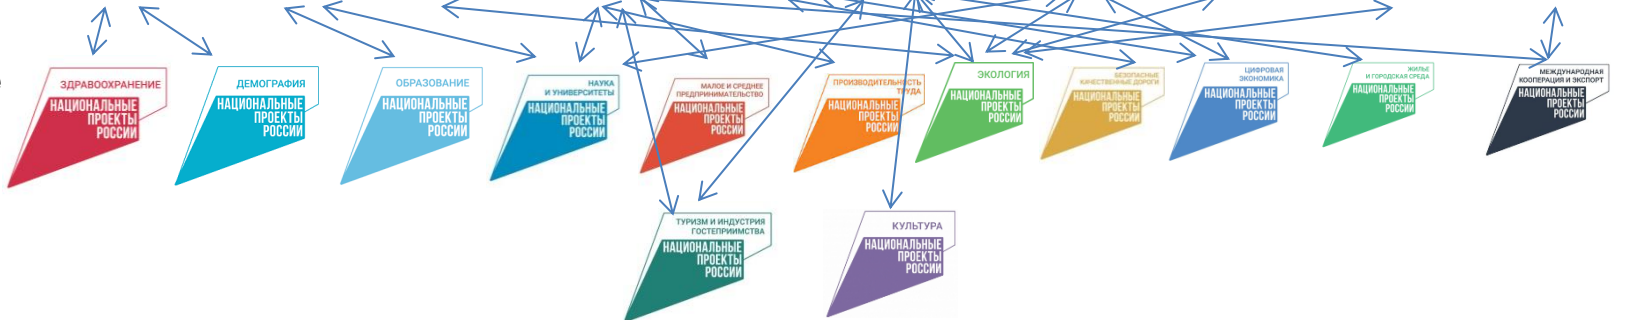 ЗДРАВООХРАНЕНИЕ
НАЦИОНАЛЬНЫЕ
ПРОЕКТЫ
РОССИИ
ДЕМОГРАФИЯ
НАЦИОНАЛЬНЫЕ
ПРОЕКТЫ
РОССИИ
ОБРАЗОВАНИЕ
НАЦИОНАЛЬНЫЕ
ПРОЕКТЫ
РОССИИ
НАУКА
И УНИВЕРСИТЕТЫ
НАЦИОНАЛЬНЫЕ
ПРОЕКТЫ
РОССИИ
МАЛОЕ И СРЕДНЕЕ
ПРЕДПРИНИМАТЕЛЬСТВО
НАЦИОНАЛЬНЫЕ
ПРОЕКТЫ
РОССИИ
ПРОИЗВОДИТЕЛЬНОСТЬ
ТРУДА
НАЦИОНАЛЬНЫЕ
ПРОЕКТЫ
РОССИИ
ЭКОЛОГИЯ
НАЦИОНАЛЬНЫЕ
ПРОЕКТЫ
РОССИИ
БЕЗОПАСНЫЕ
КАЧЕСТВЕННЫЕ ДОРОГИ
НАЦИОНАЛЬНЫЕ
ПРОЕКТЫ
РОССИИ
ЦИФРОВАЯ
ЭКОНОМИКА
НАЦИОНАЛЬНЫЕ
ПРОЕКТЫ
РОССИИ
ЖИЛЬЕ
И ГОРОДСКАЯ СРЕДА
НАЦИОНАЛЬНЫЕ
ПРОЕКТЫ
РОССИИ
МЕЖДУНАРОДНАЯ
КООПЕРАЦИЯ И ЭКСПОРТ
НАЦИОНАЛЬНЫЕ
ПРОЕКТЫ
РОССИИ
ТУРИЗМ И ИНДУСТРИЯ
ГОСТЕПРИИМСТВА
НАЦИОНАЛЬНЫЕ
ПРОЕКТЫ
РОССИИ
КУЛЬТУРА
НАЦИОНАЛЬНЫЕ
ПРОЕКТЫ
РОССИИ